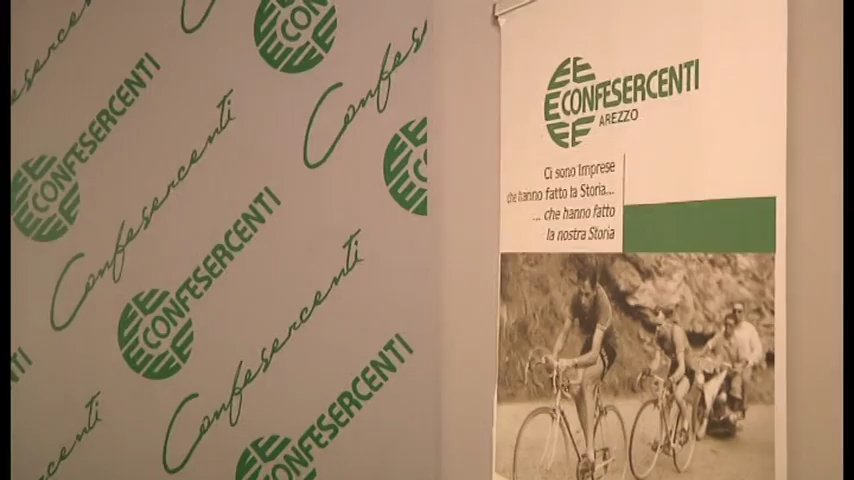 Confesercenti
CONFESERCENTI
Confesercenti
CONFESERCENTI
Confesercenti
CONFESERCENTI
CONFESERCENTI
AREZZO
Ci sono Imprese
che hanno fatto la Storia...
... che hanno fatto
la nostra Storia